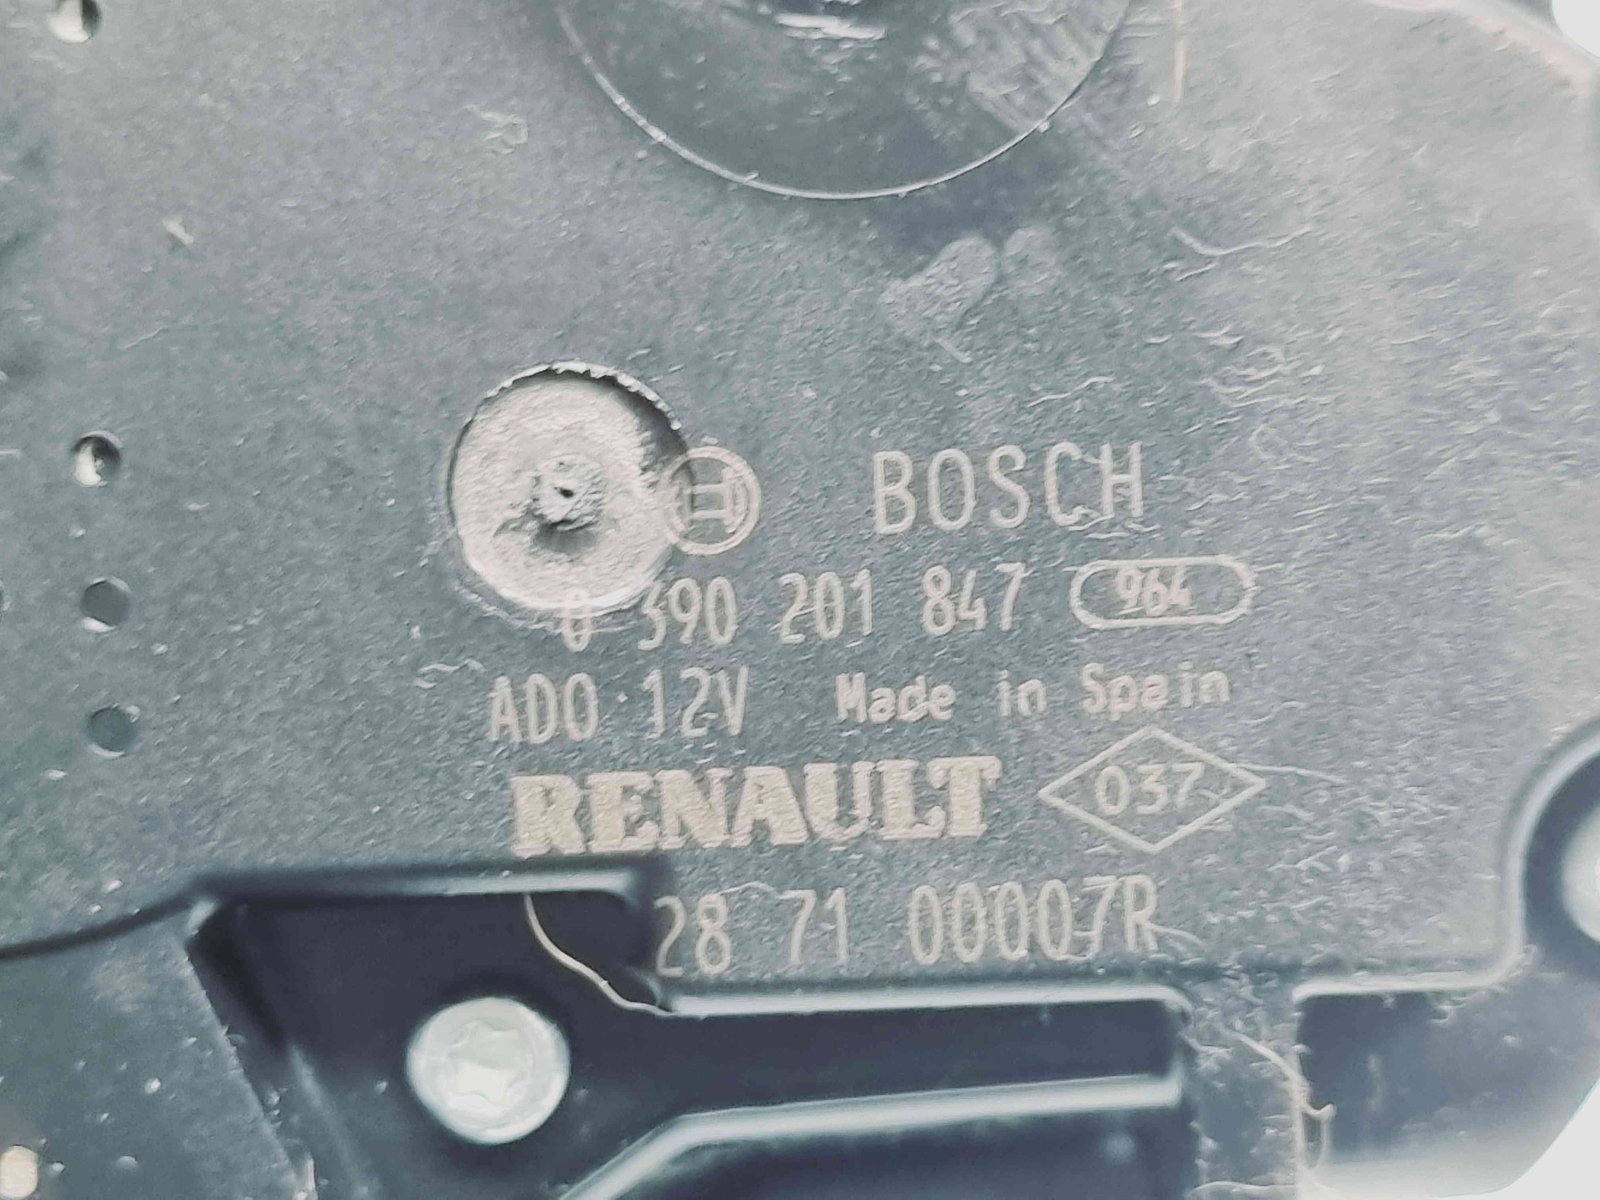 BOSCH
0 390 201 847 964
ADO 12V Made in Spain
RENAULT 037
28 71 00007R